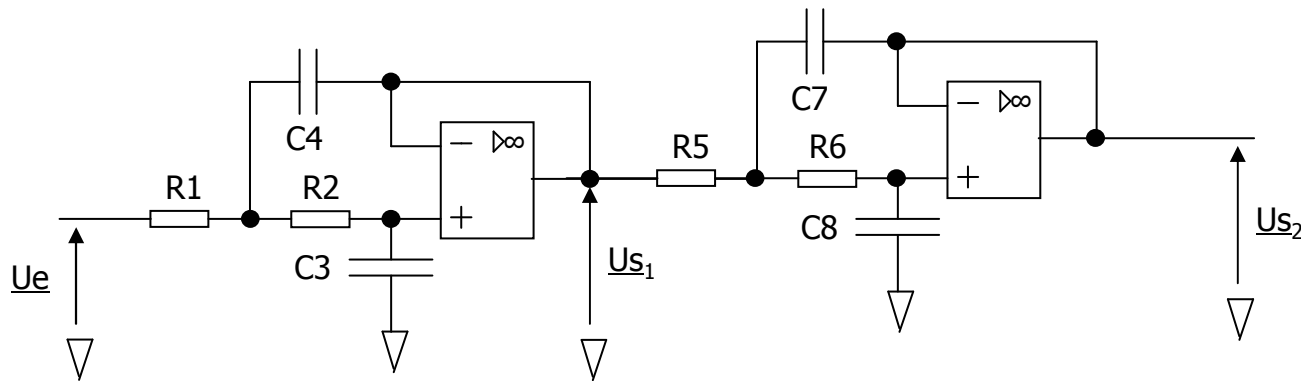 C7
− ▷∞
C4
R5
R6
− ▷∞
+
R1
R2
C8
+
Us2
Ue
C3
Us1